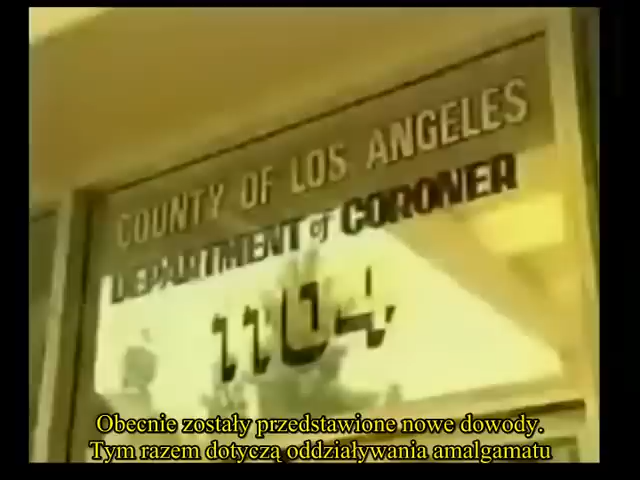 COUNTY OF LOS ANGELES
DEPARTMENT of CORONER
1104
Obecnie zostały przedstawione nowe dowody.
Tym razem dotyczą oddziaływania amalgamatu